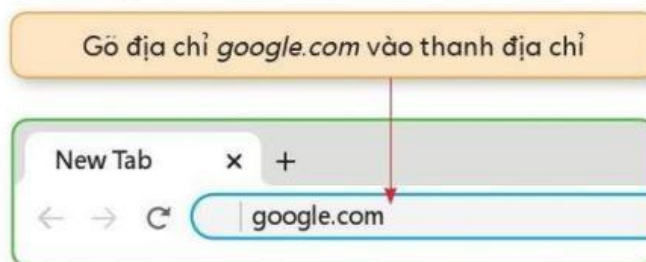 Gõ địa chỉ google.com vào thanh địa chỉ
New Tab × +
google.com